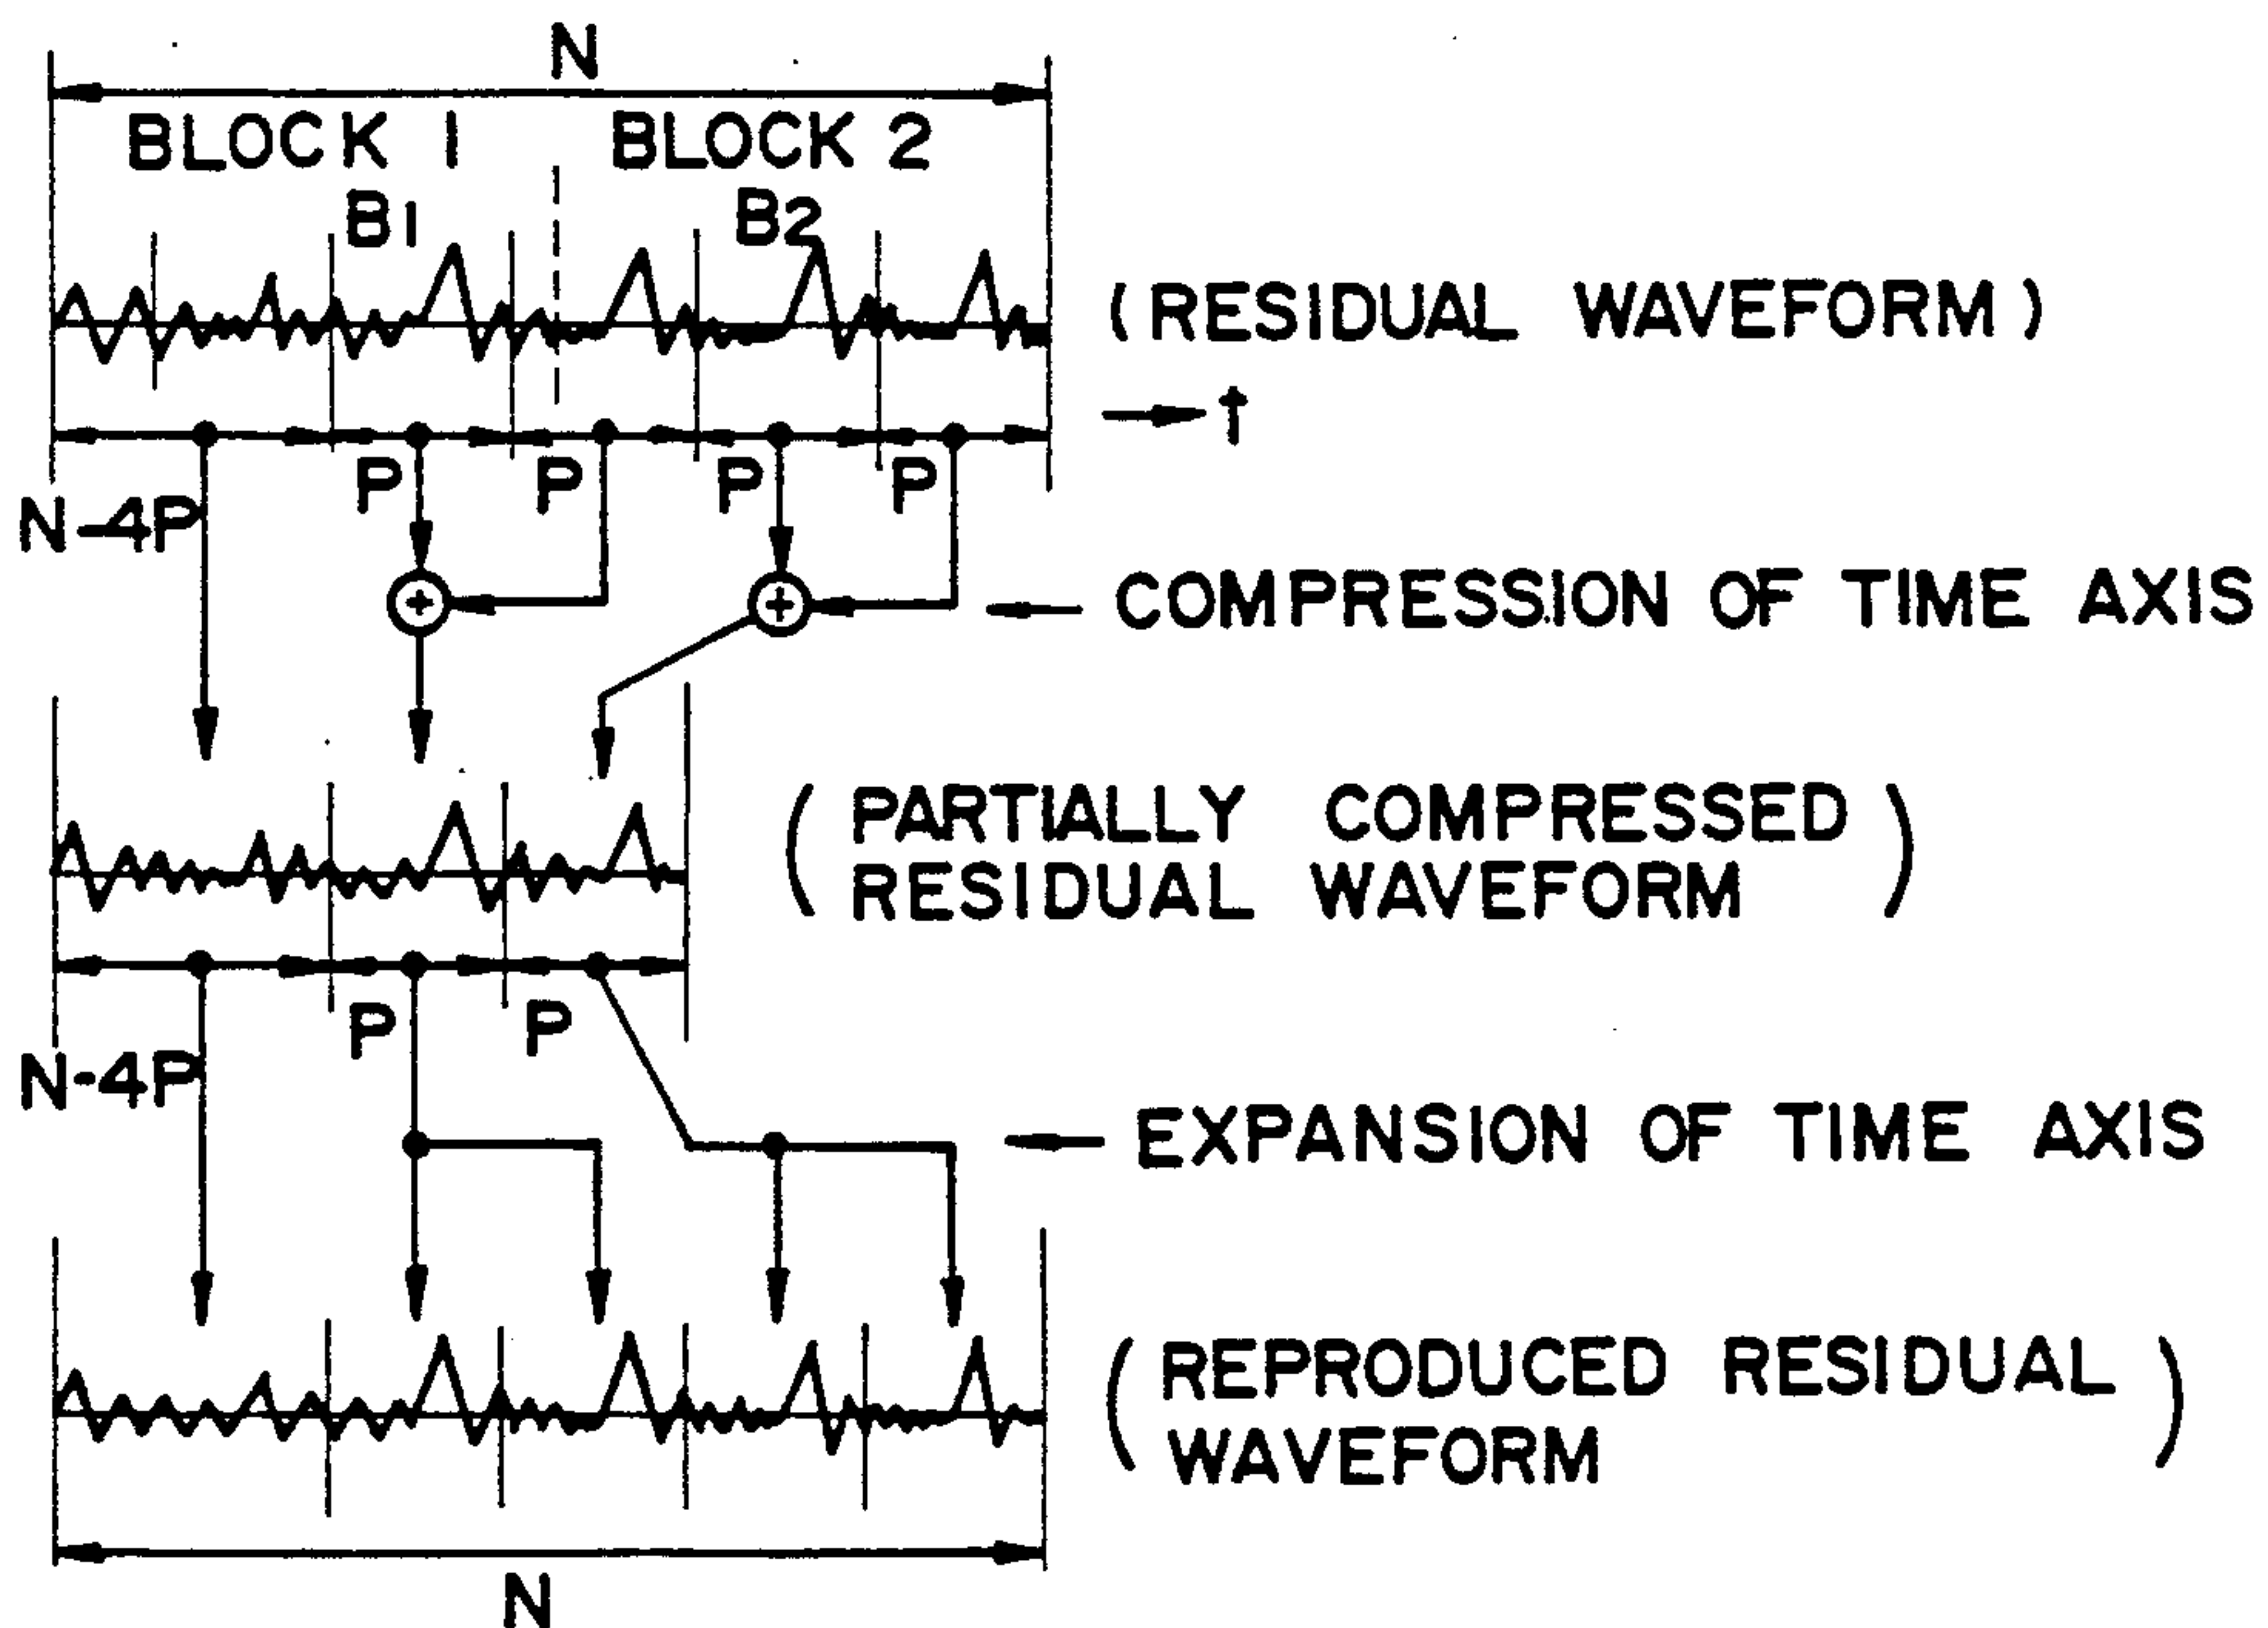 N
BLOCK 1 BLOCK 2
B1 B2
(RESIDUAL WAVEFORM)
t
P P P P
N-4P
+ +
COMPRESSION OF TIME AXIS
(PARTIALLY COMPRESSED
RESIDUAL WAVEFORM)
P P
N-4P
EXPANSION OF TIME AXIS
(REPRODUCED RESIDUAL
WAVEFORM)
N